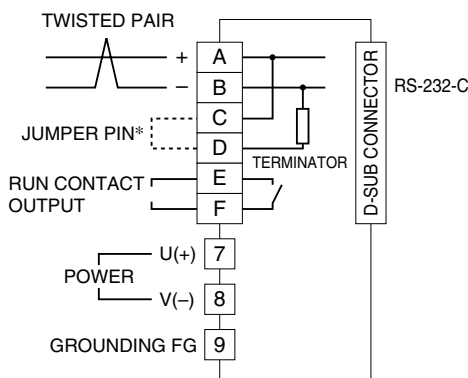 TWISTED PAIR
+
A
B
–
C
JUMPER PIN*
D
TERMINATOR
RUN CONTACT
OUTPUT
E
F
D-SUB CONNECTOR
RS-232-C
U(+)
7
POWER
V(–)
8
GROUNDING FG
9